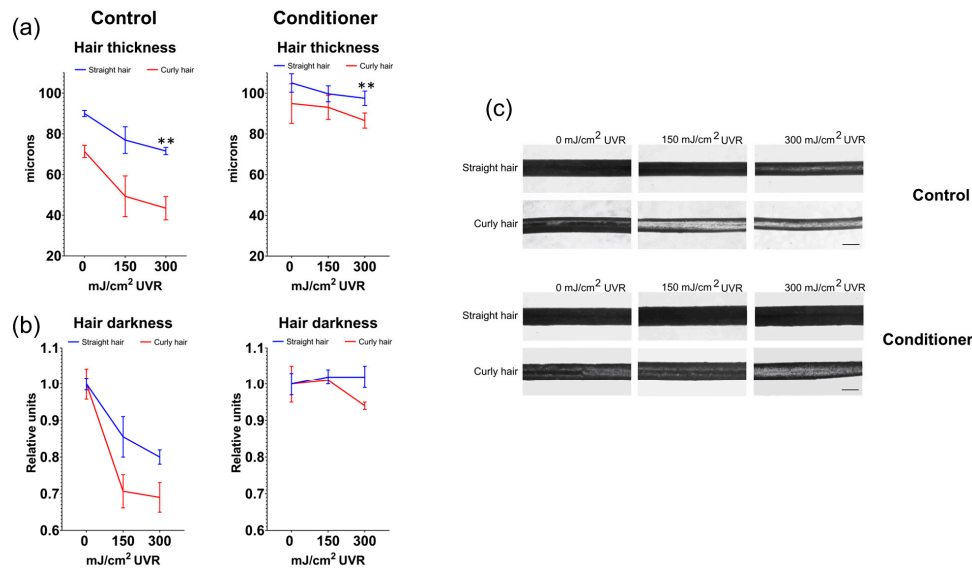 Control
Conditioner
(a)
Hair thickness
Hair thickness
Straight hair
Curly hair
Straight hair
Curly hair
microns
100
80
60
40
20
**
0
150
300
mJ/cm2 UVR
microns
100
80
60
40
20
**
0
150
300
mJ/cm2 UVR
(b)
Hair darkness
Hair darkness
Straight hair
Curly hair
Straight hair
Curly hair
Relative units
1.1
1.0
0.9
0.8
0.7
0.6
0
150
300
mJ/cm2 UVR
Relative units
1.1
1.0
0.9
0.8
0.7
0.6
0
150
300
mJ/cm2 UVR
(c)
0 mJ/cm2 UVR
150 mJ/cm2 UVR
300 mJ/cm2 UVR
Straight hair
Curly hair
Control
0 mJ/cm2 UVR
150 mJ/cm2 UVR
300 mJ/cm2 UVR
Straight hair
Curly hair
Conditioner